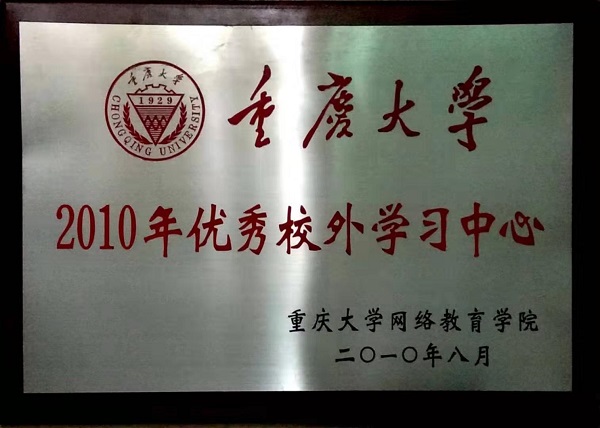 重慶大學
1929
CHONGQING UNIVERSITY
重慶大學
2010年优秀校外学习中心
重庆大学网络教育学院
二〇一〇年八月